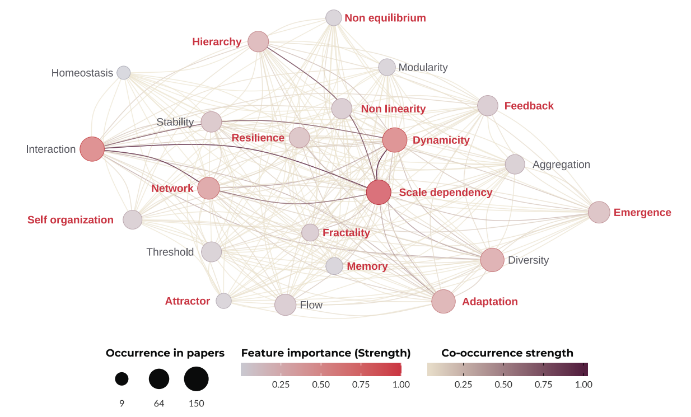 Non equilibrium
Hierarchy
Homeostasis
Modularity
Non linearity
Feedback
Stability
Resilience
Dynamicity
Interaction
Aggregation
Network
Scale dependency
Self organization
Emergence
Fractality
Threshold
Memory
Diversity
Attractor
Flow
Adaptation
Occurrence in papers
Feature importance (Strength)
Co-occurrence strength
0.25 0.50 0.75 1.00
0.25 0.50 0.75 1.00
9 64 150